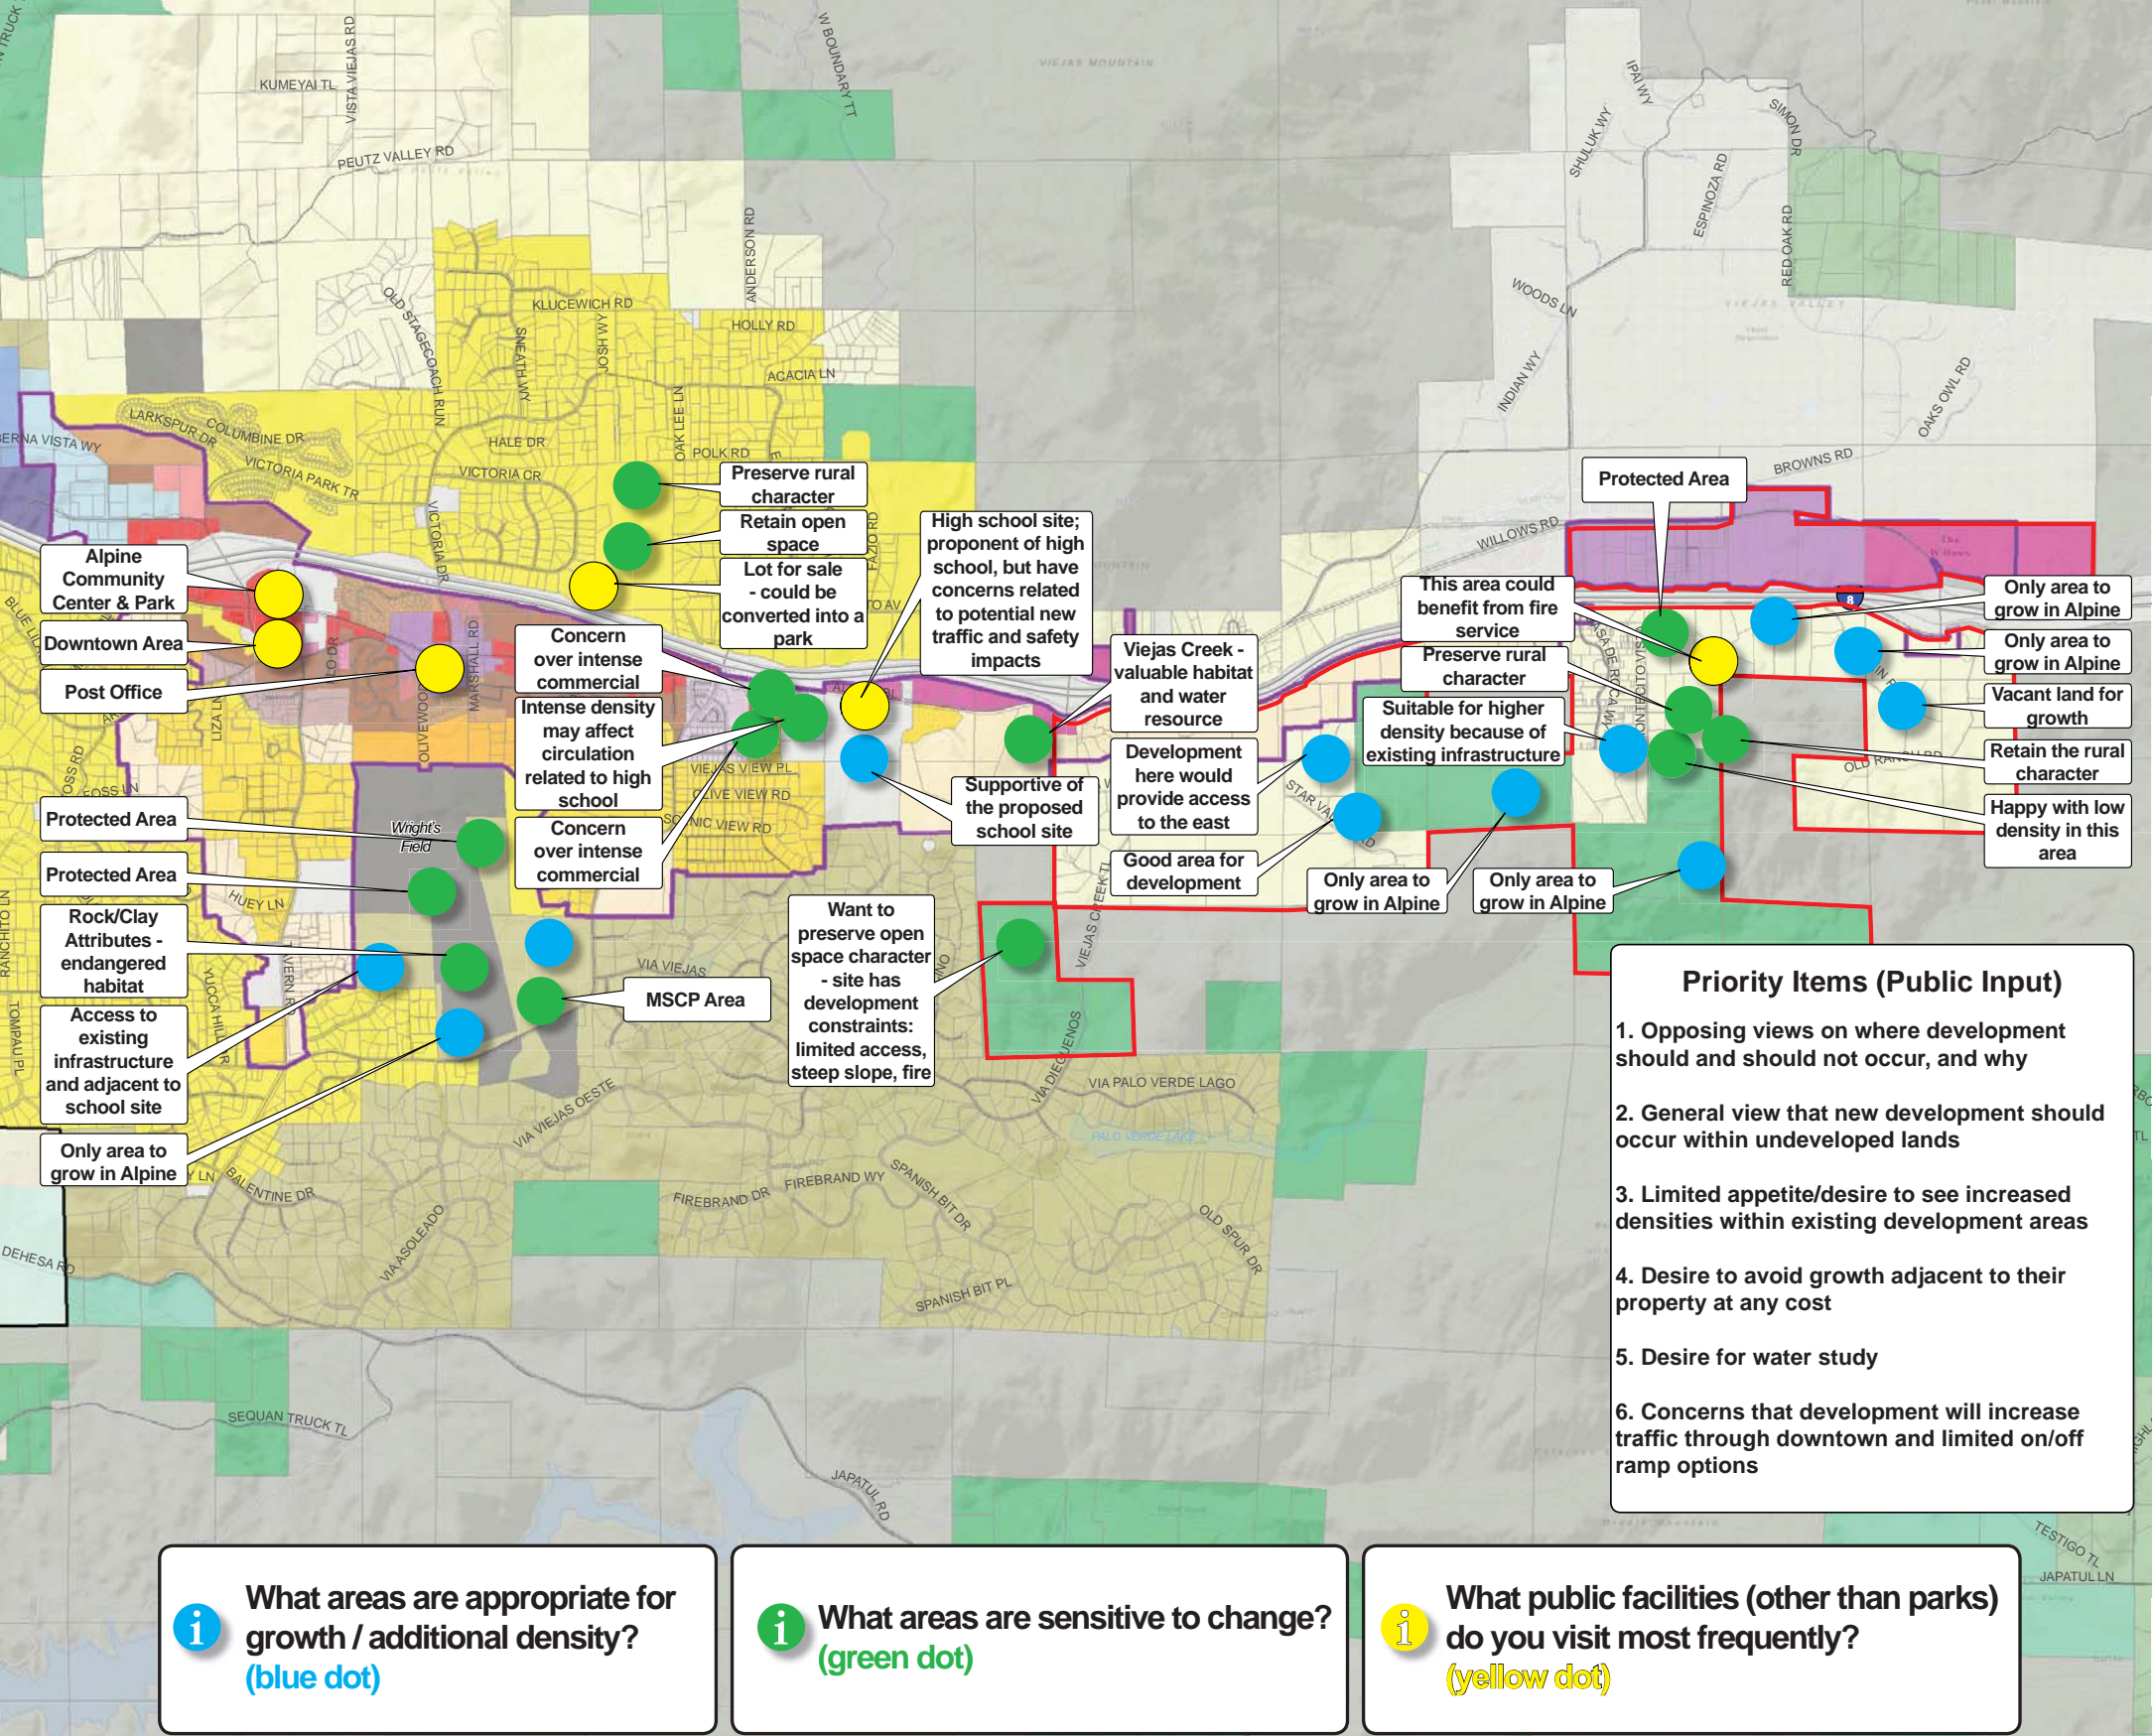 KUMEYAI TL
VISTA VIEJAS RD
W BOUNDARY TT
VIEJAS MOUNTAIN
PEUTZ VALLEY RD
IPAI WY
SHULUK WY
SIMON DR
ESPINOZA RD
RED OAK RD
ANDERSON RD
WOODS LN
VIEJAS VALLEY
INDIAN WY
OAKS OWL RD
BROWNS RD
WILLOWS RD
OLD STAGECOACH RUN
KLUCEWICH RD
SNEATH WY
JOSH WY
HOLLY RD
ACACIA LN
OAK LEE LN
HALE DR
POLK RD
LARKSPUR DR
COLUMBINE DR
VICTORIA PARK TR
VICTORIA CR
VICTORIA DR
BERNA VISTA WY
FAZIO RD
The
Willows
8
Preserve rural
character
Retain open
space
Lot for sale
- could be
converted into a
park
High school site;
proponent of high
school, but have
concerns related
to potential new
traffic and safety
impacts
Protected Area
Alpine
Community
Center & Park
Downtown Area
Post Office
Concern
over intense
commercial
Intense density
may affect
circulation
related to high
school
Concern
over intense
commercial
Viejas Creek -
valuable habitat
and water
resource
Development
here would
provide access
to the east
Good area for
development
Supportive of
the proposed
school site
This area could
benefit from fire
service
Preserve rural
character
Suitable for higher
density because of
existing infrastructure
Only area to
grow in Alpine
Only area to
grow in Alpine
Only area to
grow in Alpine
Only area to
grow in Alpine
Vacant land for
growth
Retain the rural
character
Happy with low
density in this
area
MARSHALL RD
OLIVEWOOD
LIZA LN
FOSS LN
VIEJAS VIEW PL
OLIVE VIEW RD
SCENIC VIEW RD
Protected Area
Wright's
Field
Protected Area
Rock/Clay
Attributes -
endangered
habitat
Access to
existing
infrastructure
and adjacent to
school site
Only area to
grow in Alpine
MSCP Area
Want to
preserve open
space character
- site has
development
constraints:
limited access,
steep slope, fire
HUEY LN
RANCHITO LN
TOMPAU PL
VIA VIEJAS
VIEJAS CREEK TL
VIA DIEGUENOS
VIA VIEJAS OESTE
VIA PALO VERDE LAGO
PALO VERDE LAKE
BALENTINE DR
VIA ASOLEADO
FIREBRAND DR
FIREBRAND WY
SPANISH BIT DR
OLD SPUR DR
SPANISH BIT PL
DEHESA RD
SEQUAN TRUCK TL
JAPATUL RD
TESTIGO TL
JAPATUL LN
Priority Items (Public Input)
1. Opposing views on where development
should and should not occur, and why
2. General view that new development should
occur within undeveloped lands
3. Limited appetite/desire to see increased
densities within existing development areas
4. Desire to avoid growth adjacent to their
property at any cost
5. Desire for water study
6. Concerns that development will increase
traffic through downtown and limited on/off
ramp options
What areas are appropriate for
growth / additional density?
(blue dot)
What areas are sensitive to change?
(green dot)
What public facilities (other than parks)
do you visit most frequently?
(yellow dot)